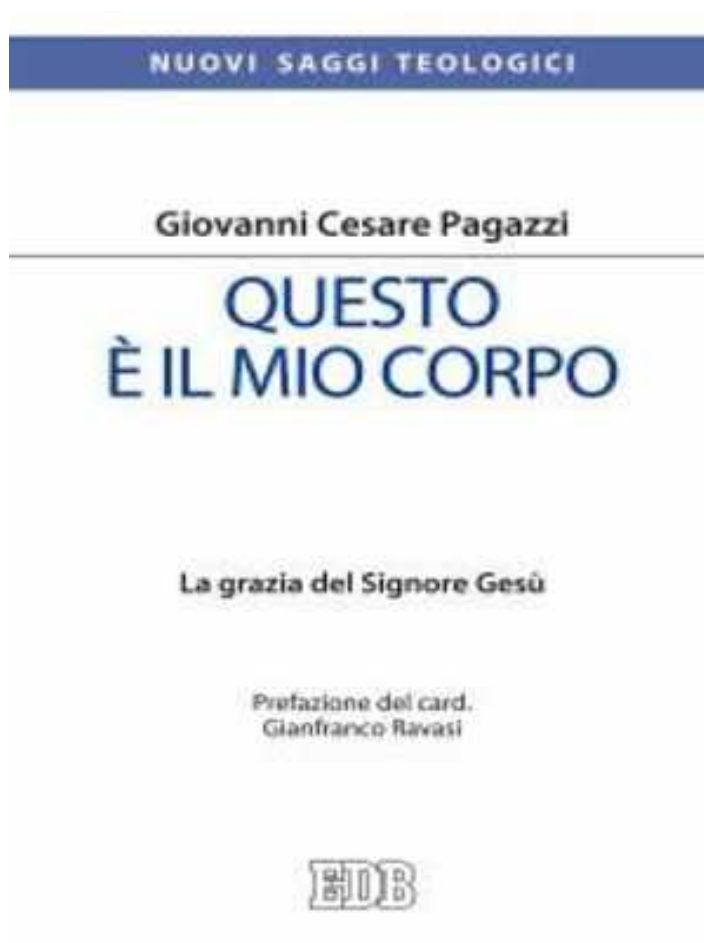 NUOVI SAGGI TEOLOGICI
Giovanni Cesare Pagazzi
QUESTO
È IL MIO CORPO
La grazia del Signore Gesù
Prefazione del card.
Gianfranco Ravasi
EDB